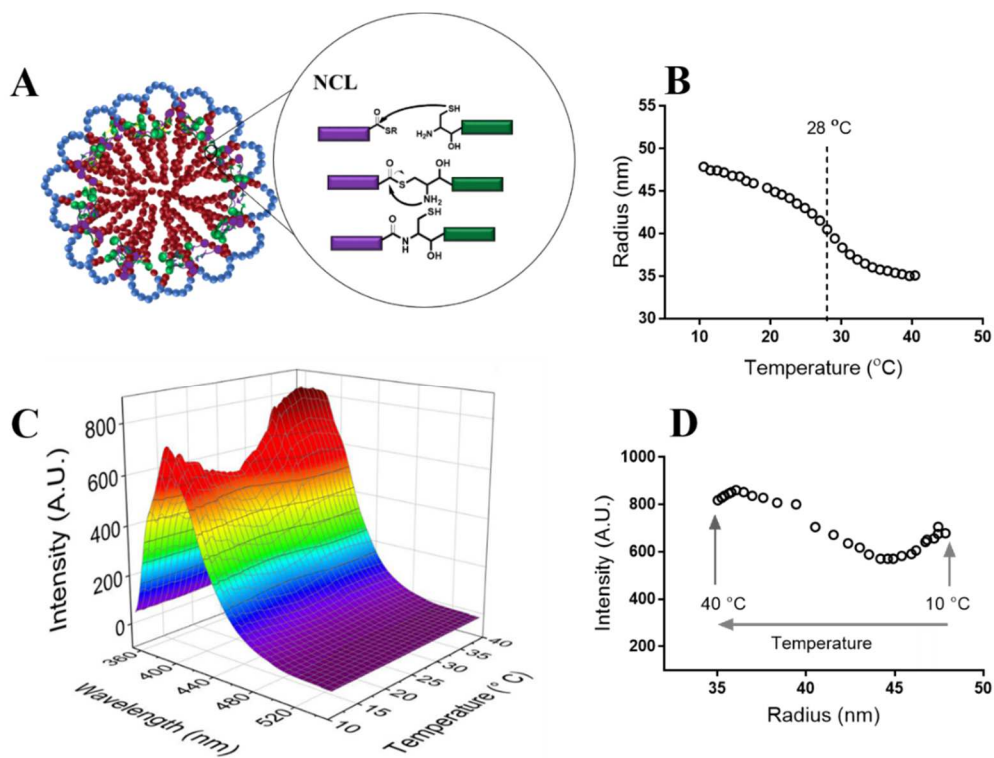 A
NCL
O
SR
SH
H₂N
OH
O
S
OH
NH₂
O
N
H
SH
OH
B
55
50
45
40
35
30
Radius (nm)
28 °C
10
20
30
40
50
Temperature (°C)
C
800
600
400
200
0
Intensity (A.U.)
360
400
440
480
520
Wavelength (nm)
10
15
20
25
30
35
40
Temperature (° C)
D
1000
800
600
400
200
Intensity (A.U.)
40 °C
10 °C
Temperature
35
40
45
50
Radius (nm)